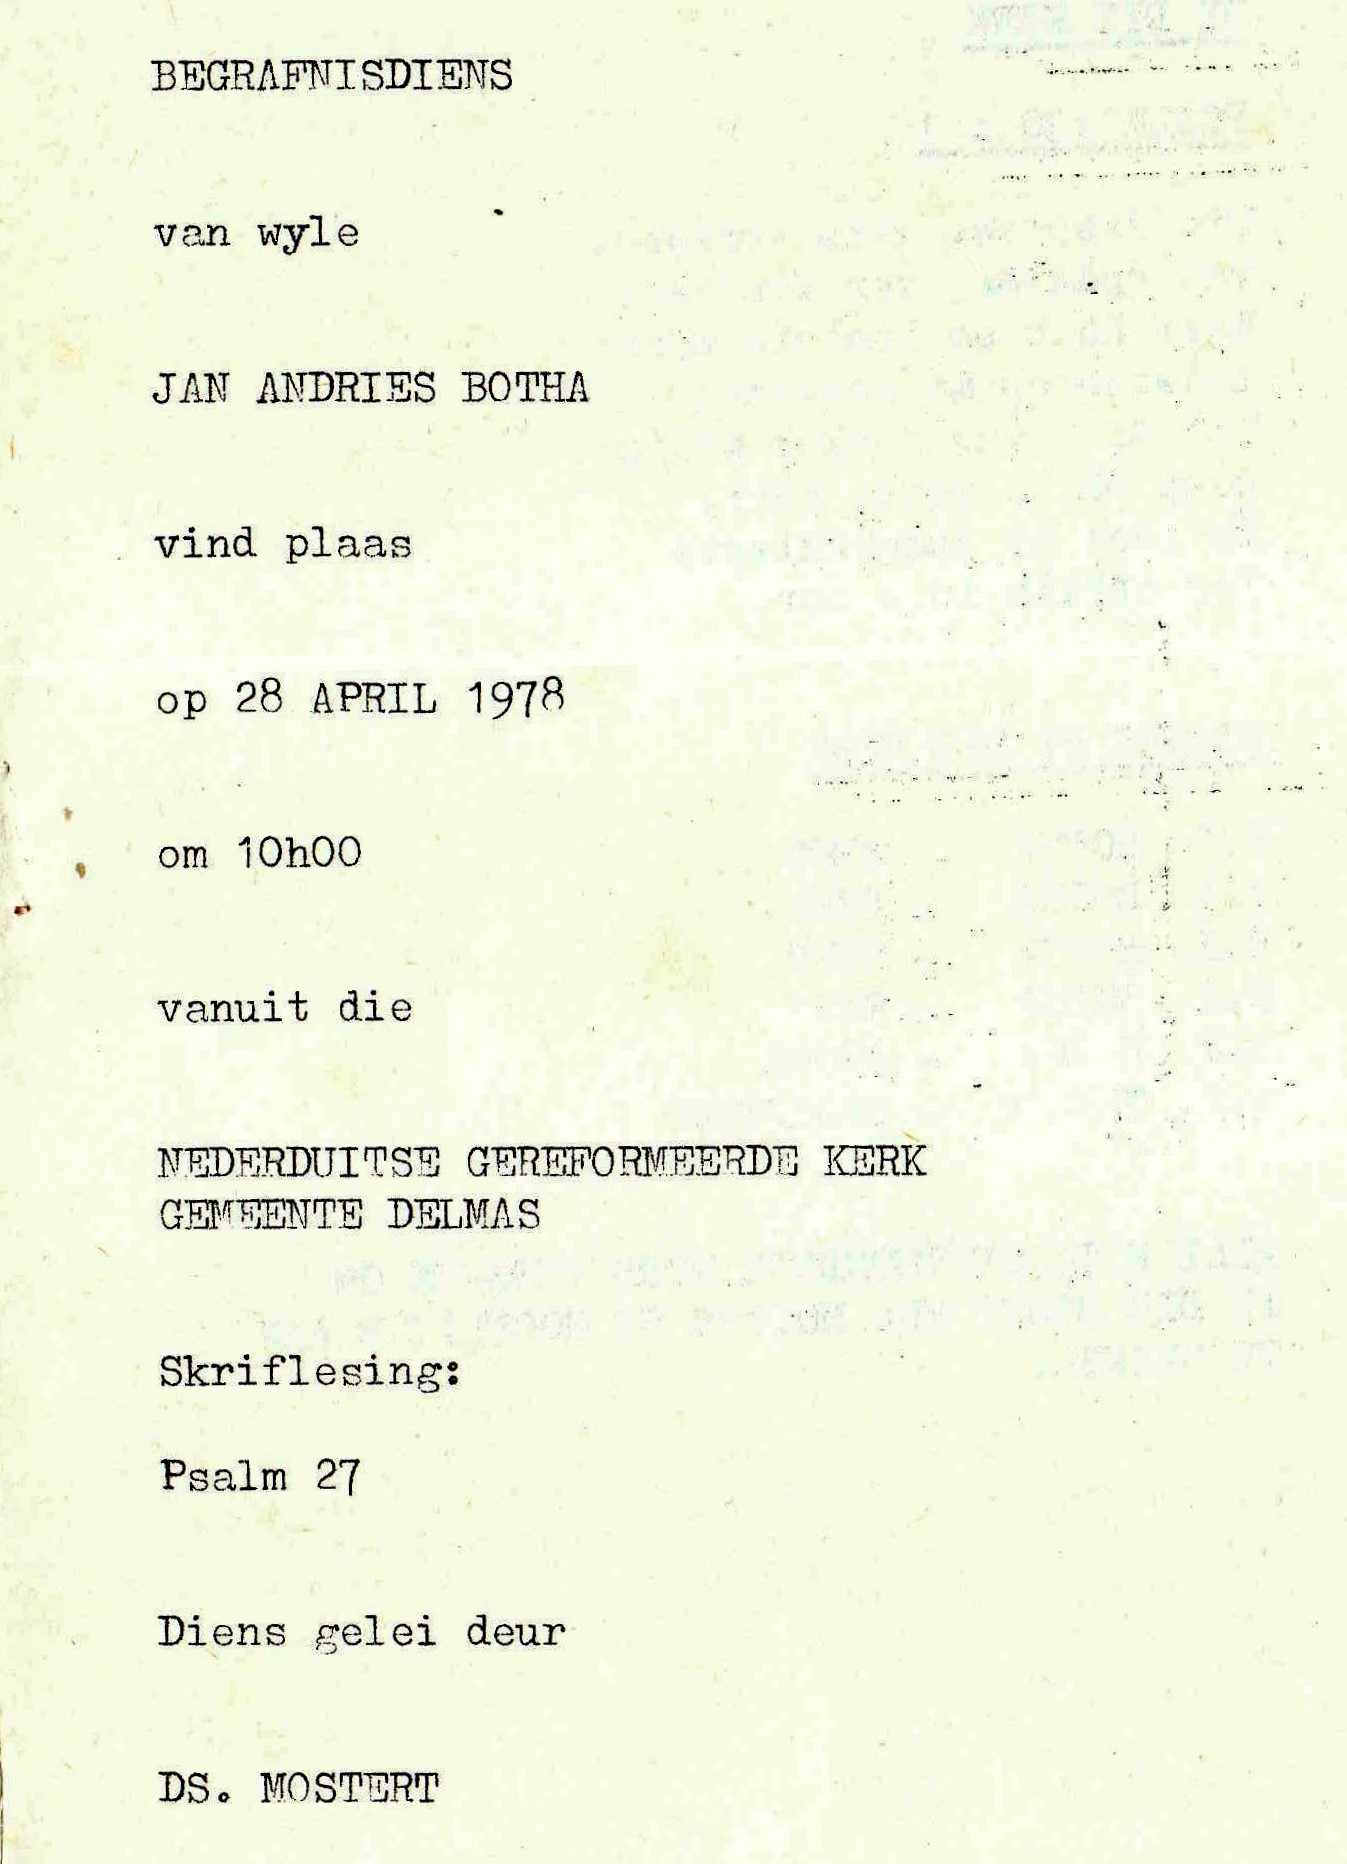 BEGRAFNISDIENS
van wyle
JAN ANDRIES BOTHA
vind plaas
op 28 APRIL 1978
om 10h00
vanuit die
NEDERDUITSE GEREFORMEERDE KERK
GEMEENTE DELMAS
Skriflesing:
Psalm 27
Diens gelei deur
DS. MOSTERT